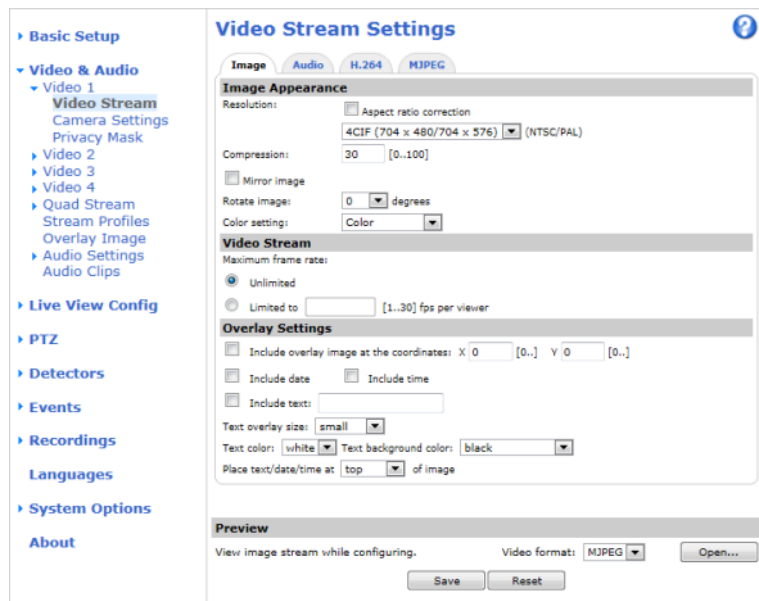 Basic Setup
Video & Audio
Video 1
Video Stream
Camera Settings
Privacy Mask
Video 2
Video 3
Video 4
Quad Stream
Stream Profiles
Overlay Image
Audio Settings
Audio Clips
Live View Config
PTZ
Detectors
Events
Recordings
Languages
System Options
About
Video Stream Settings
?
Image Audio H.264 MJPEG
Image Appearance
Resolution: Aspect ratio correction
4CIF (704 x 480/704 x 576) (NTSC/PAL)
Compression: 30 [0..100]
Mirror image
Rotate image: 0 degrees
Color setting: Color
Video Stream
Maximum frame rate:
Unlimited
Limited to [1..30] fps per viewer
Overlay Settings
Include overlay image at the coordinates: X 0 [0..] Y 0 [0..]
Include date Include time
Include text:
Text overlay size: small
Text color: white Text background color: black
Place text/date/time at top of image
Preview
View image stream while configuring. Video format: MJPEG Open...
Save Reset